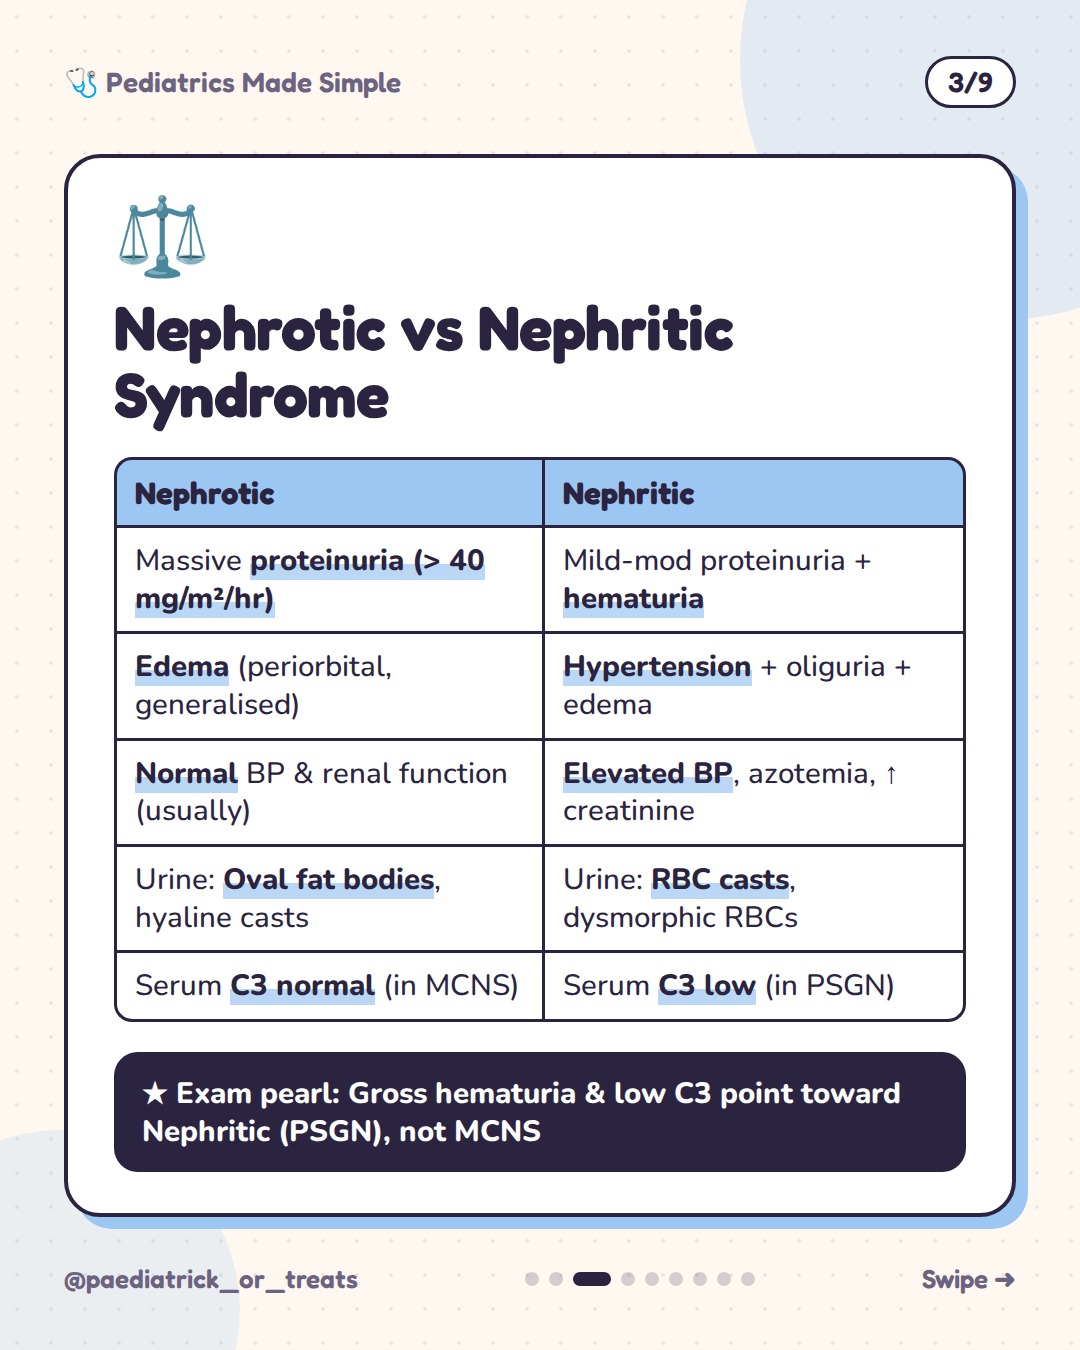 Pediatrics Made Simple
3/9
Nephrotic vs Nephritic
Syndrome
Nephrotic
Nephritic
Massive proteinuria (> 40
mg/m²/hr)
Mild-mod proteinuria +
hematuria
Edema (periorbital,
generalised)
Hypertension + oliguria +
edema
Normal BP & renal function
(usually)
Elevated BP, azotemia, ↑
creatinine
Urine: Oval fat bodies,
hyaline casts
Urine: RBC casts,
dysmorphic RBCs
Serum C3 normal (in MCNS)
Serum C3 low (in PSGN)
★ Exam pearl: Gross hematuria & low C3 point toward
Nephritic (PSGN), not MCNS
@paediatrick_or_treats
Swipe ➜